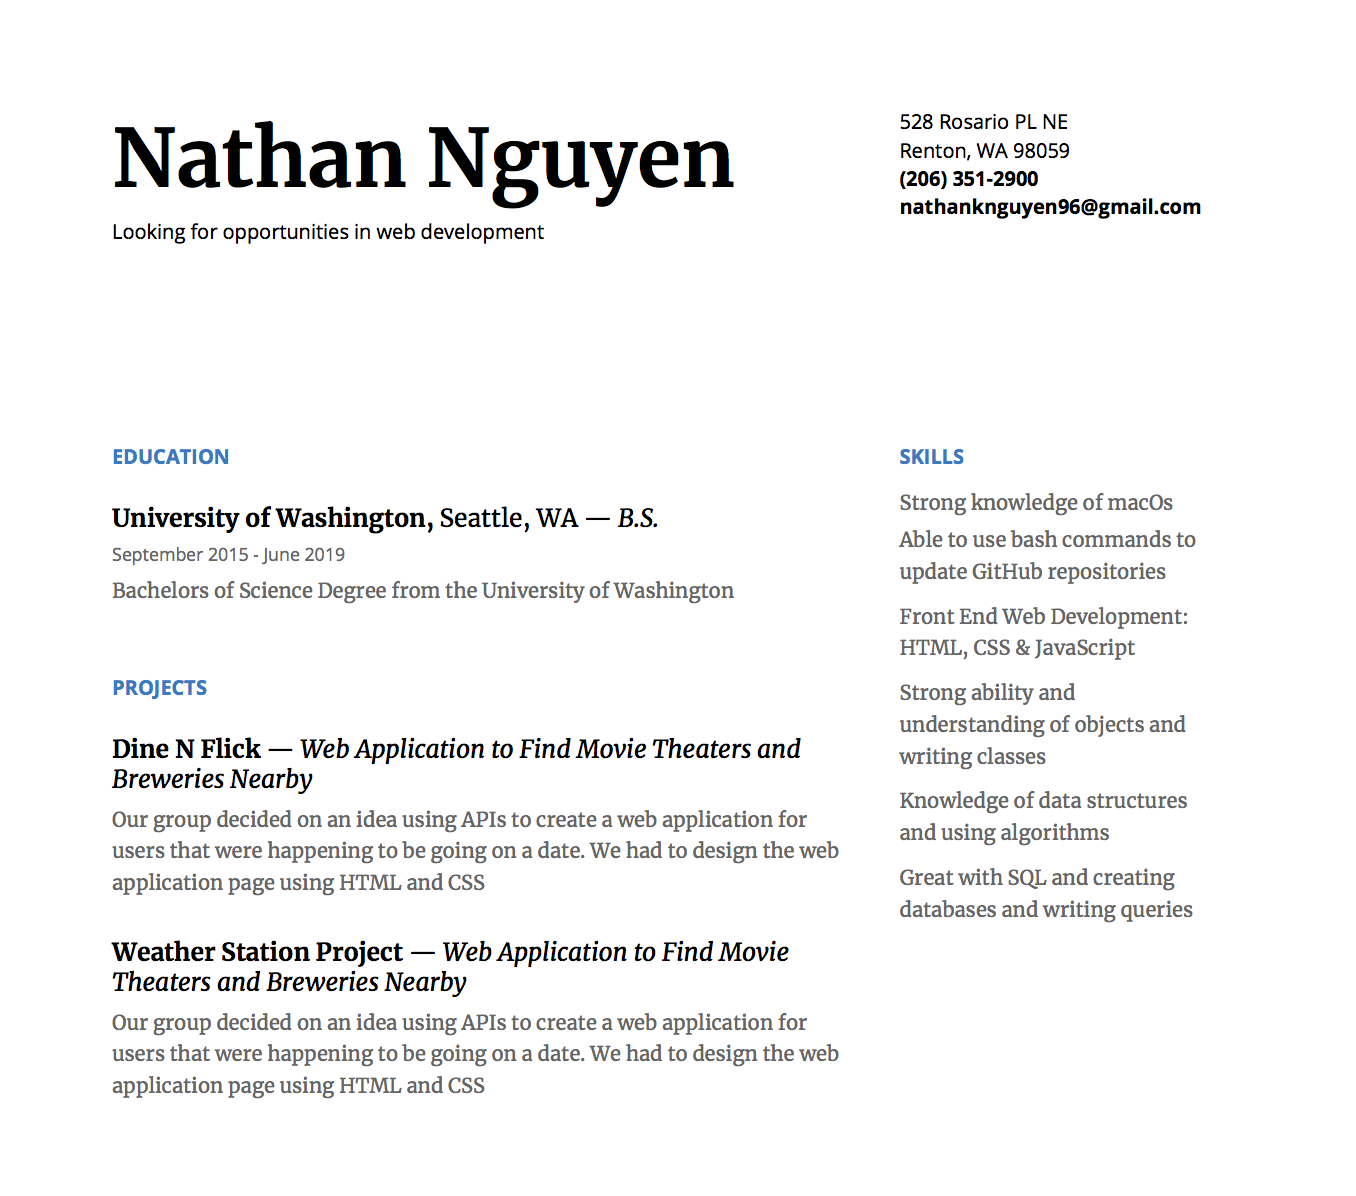 Nathan Nguyen
Looking for opportunities in web development
528 Rosario PL NE
Renton, WA 98059
(206) 351-2900
nathanknguyen96@gmail.com
EDUCATION
University of Washington, Seattle, WA — B.S.
September 2015 - June 2019
Bachelors of Science Degree from the University of Washington
PROJECTS
Dine N Flick — Web Application to Find Movie Theaters and
Breweries Nearby
Our group decided on an idea using APIs to create a web application for
users that were happening to be going on a date. We had to design the web
application page using HTML and CSS
Weather Station Project — Web Application to Find Movie
Theaters and Breweries Nearby
Our group decided on an idea using APIs to create a web application for
users that were happening to be going on a date. We had to design the web
application page using HTML and CSS
SKILLS
Strong knowledge of macOs
Able to use bash commands to
update GitHub repositories
Front End Web Development:
HTML, CSS & JavaScript
Strong ability and
understanding of objects and
writing classes
Knowledge of data structures
and using algorithms
Great with SQL and creating
databases and writing queries